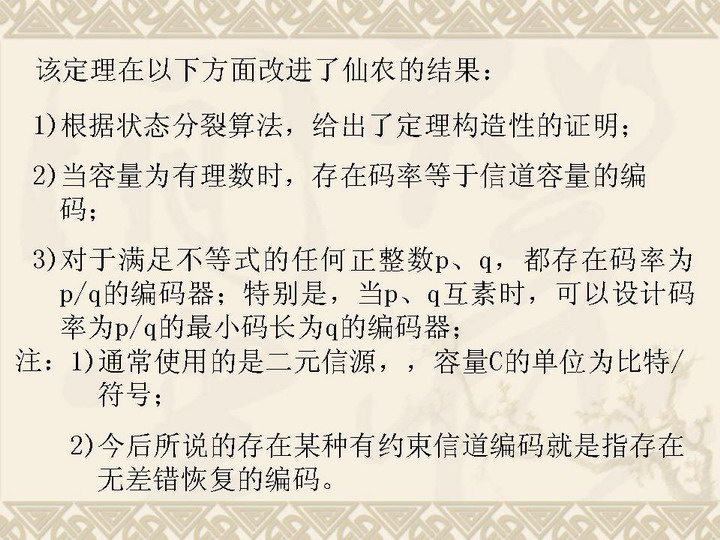 该定理在以下方面改进了仙农的结果：
1)根据状态分裂算法，给出了定理构造性的证明；
2)当容量为有理数时，存在码率等于信道容量的编
码；
3)对于满足不等式的任何正整数p、q，都存在码率为
p/q的编码器；特别是，当p、q互素时，可以设计码
率为p/q的最小码长为q的编码器；
注：1)通常使用的是二元信源，，容量C的单位为比特/
符号；
2)今后所说的存在某种有约束信道编码就是指存在
无差错恢复的编码。